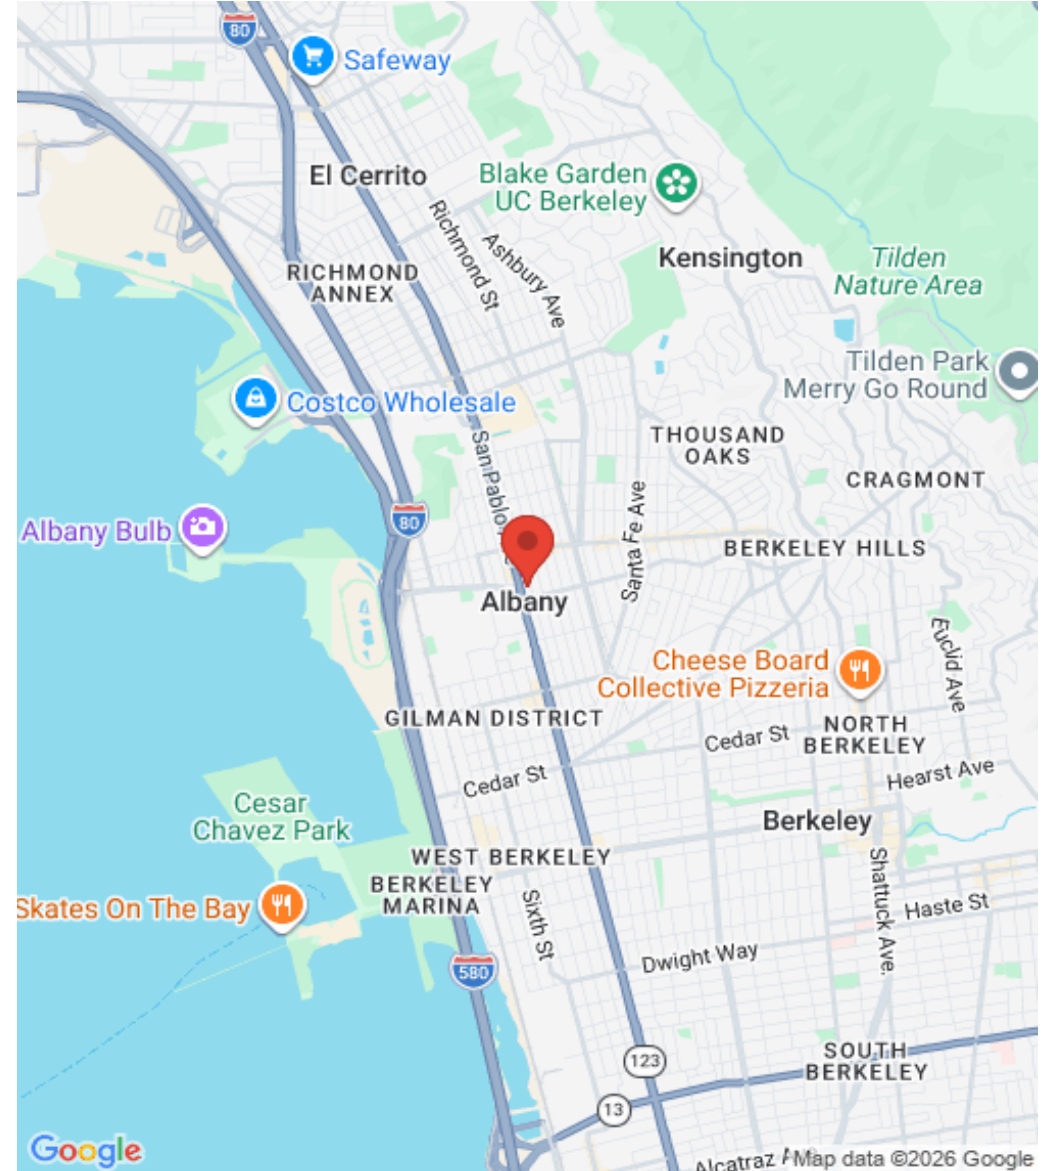 80
Safeway
El Cerrito
Blake Garden
UC Berkeley
Richmond St
Ashbury Ave
Kensington
Tilden
Nature Area
RICHMOND
ANNEX
Tilden Park
Merry Go Round
Costco Wholesale
San Pablo
THOUSAND
OAKS
CRAGMONT
Santa Fe Ave
Albany Bulb
80
BERKELEY HILLS
Albany
Euclid Ave
Cheese Board
Collective Pizzeria
GILMAN DISTRICT
NORTH
BERKELEY
Cedar St
Cedar St
Hearst Ave
Cesar
Chavez Park
Berkeley
WEST BERKELEY
BERKELEY
MARINA
Shattuck Ave.
Skates On The Bay
Sixth St
Haste St
Dwight Way
580
123
SOUTH
BERKELEY
13
Alcatraz
Google
Map data ©2026 Google